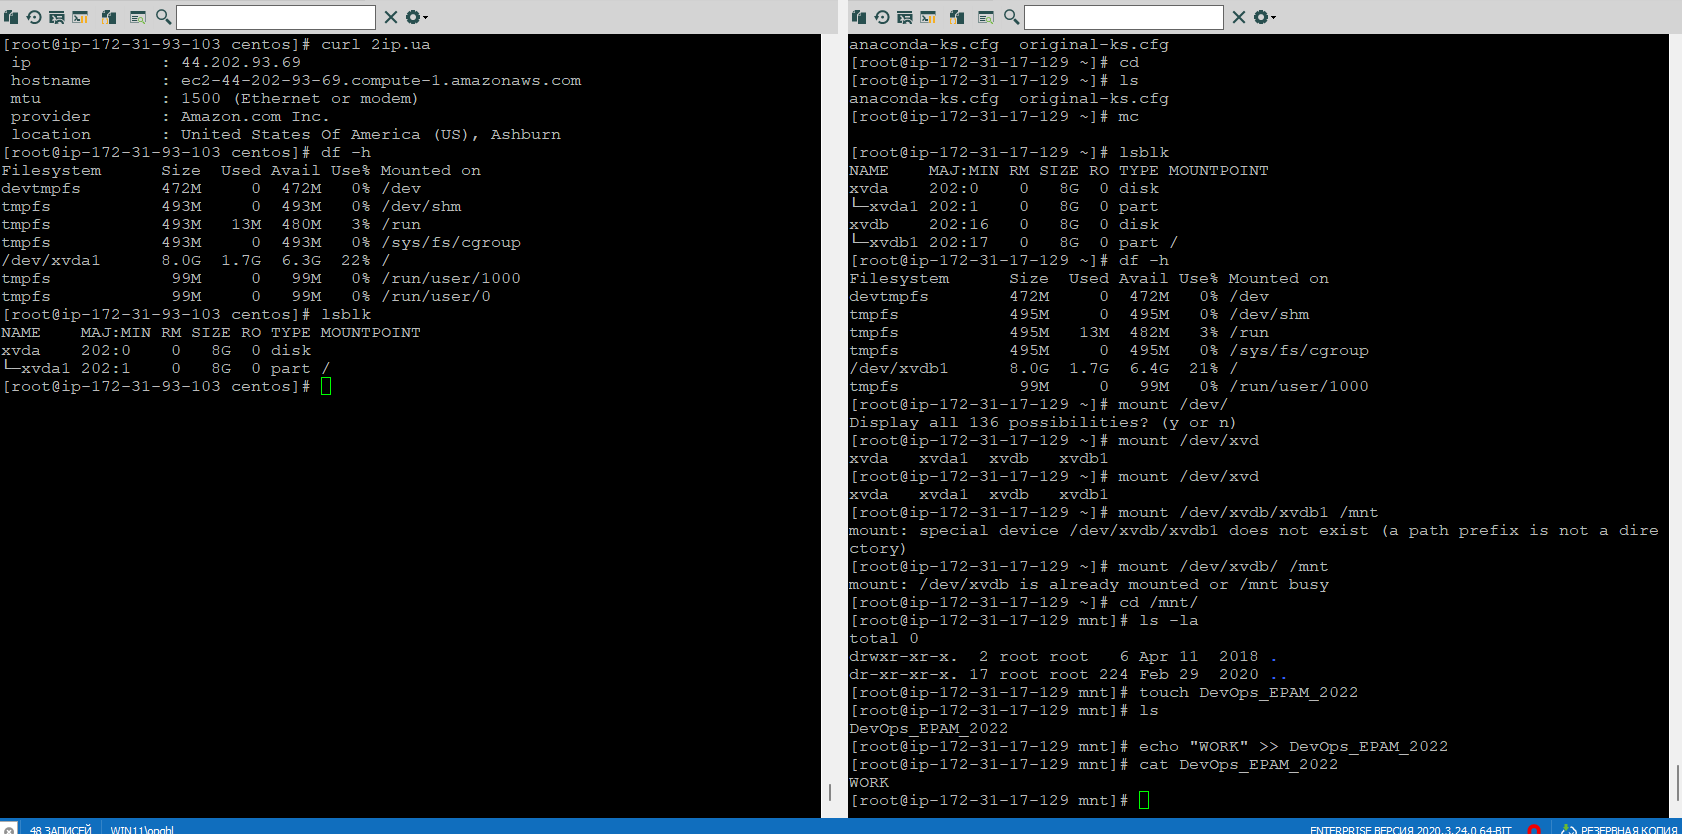 [root@ip-172-31-93-103 centos]# curl 2ip.ua
 ip             : 44.202.93.69
 hostname       : ec2-44-202-93-69.compute-1.amazonaws.com
 mtu            : 1500 (Ethernet or modem)
 provider       : Amazon.com Inc.
 location       : United States Of America (US), Ashburn
[root@ip-172-31-93-103 centos]# df -h
Filesystem      Size  Used Avail Use% Mounted on
devtmpfs        472M     0  472M   0% /dev
tmpfs           493M     0  493M   0% /dev/shm
tmpfs           493M   13M  480M   3% /run
tmpfs           493M     0  493M   0% /sys/fs/cgroup
/dev/xvda1      8.0G  1.7G  6.3G  22% /
tmpfs            99M     0   99M   0% /run/user/1000
tmpfs            99M     0   99M   0% /run/user/0
[root@ip-172-31-93-103 centos]# lsblk
NAME    MAJ:MIN RM SIZE RO TYPE MOUNTPOINT
xvda    202:0    0   8G  0 disk
└─xvda1 202:1    0   8G  0 part /
[root@ip-172-31-93-103 centos]#
anaconda-ks.cfg  original-ks.cfg
[root@ip-172-31-17-129 ~]# cd
[root@ip-172-31-17-129 ~]# ls
anaconda-ks.cfg  original-ks.cfg
[root@ip-172-31-17-129 ~]# mc
[root@ip-172-31-17-129 ~]# lsblk
NAME    MAJ:MIN RM SIZE RO TYPE MOUNTPOINT
xvda    202:0    0   8G  0 disk
└─xvda1 202:1    0   8G  0 part
xvdb    202:16   0   8G  0 disk
└─xvdb1 202:17   0   8G  0 part /
[root@ip-172-31-17-129 ~]# df -h
Filesystem      Size  Used Avail Use% Mounted on
devtmpfs        472M     0  472M   0% /dev
tmpfs           495M     0  495M   0% /dev/shm
tmpfs           495M   13M  482M   3% /run
tmpfs           495M     0  495M   0% /sys/fs/cgroup
/dev/xvdb1      8.0G  1.7G  6.4G  21% /
tmpfs            99M     0   99M   0% /run/user/1000
[root@ip-172-31-17-129 ~]# mount /dev/
Display all 136 possibilities? (y or n)
[root@ip-172-31-17-129 ~]# mount /dev/xvd
xvda   xvda1  xvdb   xvdb1
[root@ip-172-31-17-129 ~]# mount /dev/xvd
xvda   xvda1  xvdb   xvdb1
[root@ip-172-31-17-129 ~]# mount /dev/xvdb/xvdb1 /mnt
mount: special device /dev/xvdb/xvdb1 does not exist (a path prefix is not a dire
ctory)
[root@ip-172-31-17-129 ~]# mount /dev/xvdb/ /mnt
mount: /dev/xvdb is already mounted or /mnt busy
[root@ip-172-31-17-129 ~]# cd /mnt/
[root@ip-172-31-17-129 mnt]# ls -la
total 0
drwxr-xr-x.  2 root root   6 Apr 11  2018 .
dr-xr-xr-x. 17 root root 224 Feb 29  2020 ..
[root@ip-172-31-17-129 mnt]# touch DevOps_EPAM_2022
[root@ip-172-31-17-129 mnt]# ls
DevOps_EPAM_2022
[root@ip-172-31-17-129 mnt]# echo "WORK" >> DevOps_EPAM_2022
[root@ip-172-31-17-129 mnt]# cat DevOps_EPAM_2022
WORK
[root@ip-172-31-17-129 mnt]#
48 ЗАПИСЕЙ WIN11\onghl ENTERPRISE ВЕРСИЯ 2020.3.24.0 64-BIT РЕЗЕРВНАЯ КОПИЯ